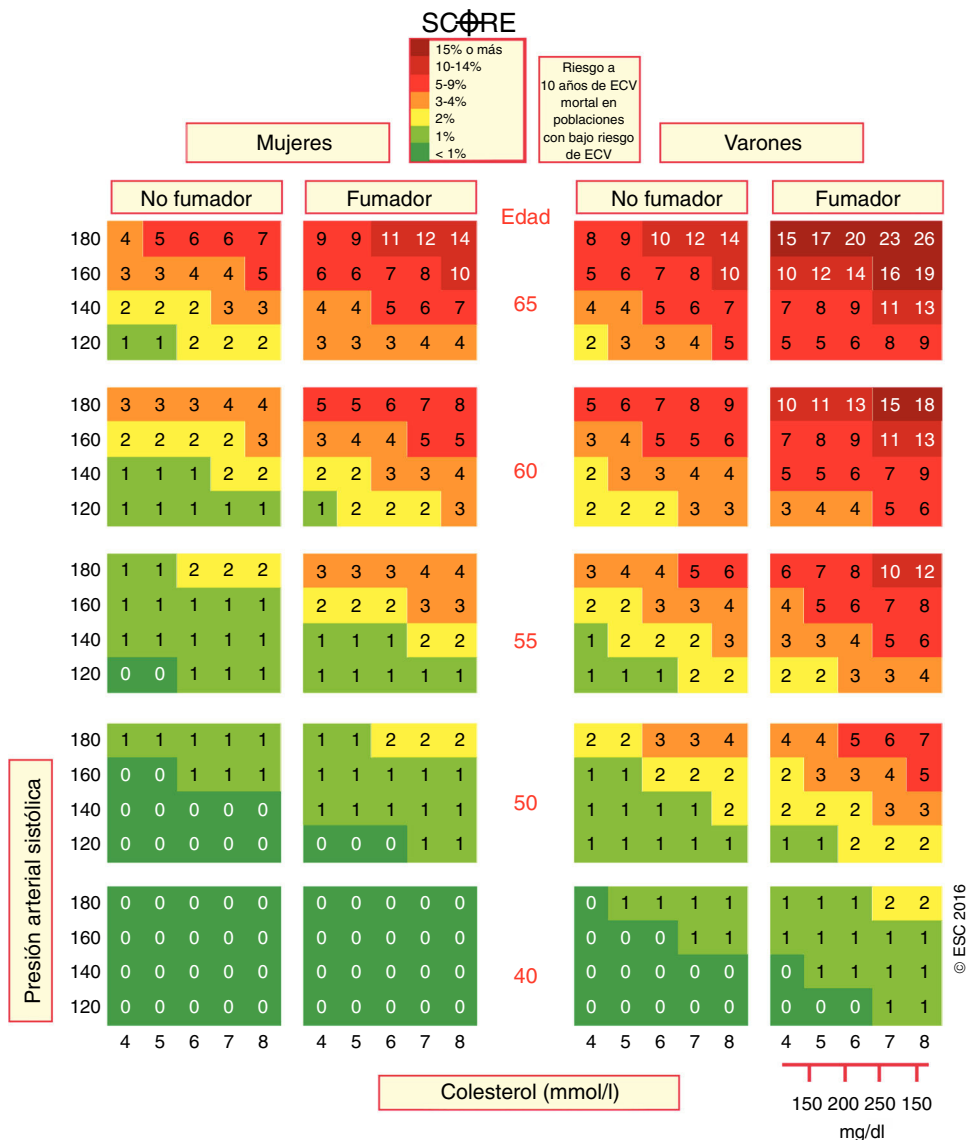 SCORE
15% o más
10-14%
5-9%
3-4%
2%
1%
< 1%
Riesgo a
10 años de ECV
mortal en
poblaciones
con bajo riesgo
de ECV
Mujeres
Varones
No fumador
Fumador
Edad
No fumador
Fumador
180 4 5 6 6 7 9 9 11 12 14 8 9 10 12 14 15 17 20 23 26
160 3 3 4 4 5 6 6 7 8 10 5 6 7 8 10 10 12 14 16 19
65
140 2 2 2 3 3 4 4 5 6 7 4 4 5 6 7 7 8 9 11 13
120 1 1 2 2 2 3 3 3 4 4 2 3 3 4 5 5 5 6 8 9
180 3 3 3 4 4 5 5 6 7 8 5 6 7 8 9 10 11 13 15 18
160 2 2 2 2 3 3 4 4 5 5 3 4 5 5 6 7 8 9 11 13
60
140 1 1 1 2 2 2 2 3 3 4 2 3 3 4 4 5 5 6 7 9
120 1 1 1 1 1 1 2 2 2 3 2 2 2 3 3 3 4 4 5 6
180 1 1 2 2 2 3 3 3 4 4 3 4 4 5 6 6 7 8 10 12
160 1 1 1 1 1 2 2 2 3 3 2 2 3 3 4 4 5 6 7 8
55
140 1 1 1 1 1 1 1 1 2 2 1 2 2 2 3 3 3 4 5 6
120 0 0 1 1 1 1 1 1 1 1 1 1 1 2 2 2 2 3 3 4
180 1 1 1 1 1 1 1 2 2 2 2 2 3 3 4 4 4 5 6 7
160 0 0 1 1 1 1 1 1 1 1 1 1 2 2 2 2 3 3 4 5
50
140 0 0 0 0 0 1 1 1 1 1 1 1 1 1 2 2 2 2 3 3
120 0 0 0 0 0 0 0 0 1 1 1 1 1 1 1 1 1 2 2 2
180 0 0 0 0 0 0 0 0 0 0 0 1 1 1 1 1 1 1 2 2
160 0 0 0 0 0 0 0 0 0 0 0 0 0 1 1 1 1 1 1 1
40
140 0 0 0 0 0 0 0 0 0 0 0 0 0 0 0 0 1 1 1 1
120 0 0 0 0 0 0 0 0 0 0 0 0 0 0 0 0 0 0 1 1
4 5 6 7 8 4 5 6 7 8 4 5 6 7 8 4 5 6 7 8
Presión arterial sistólica
Colesterol (mmol/l)
150 200 250 150
mg/dl
© ESC 2016